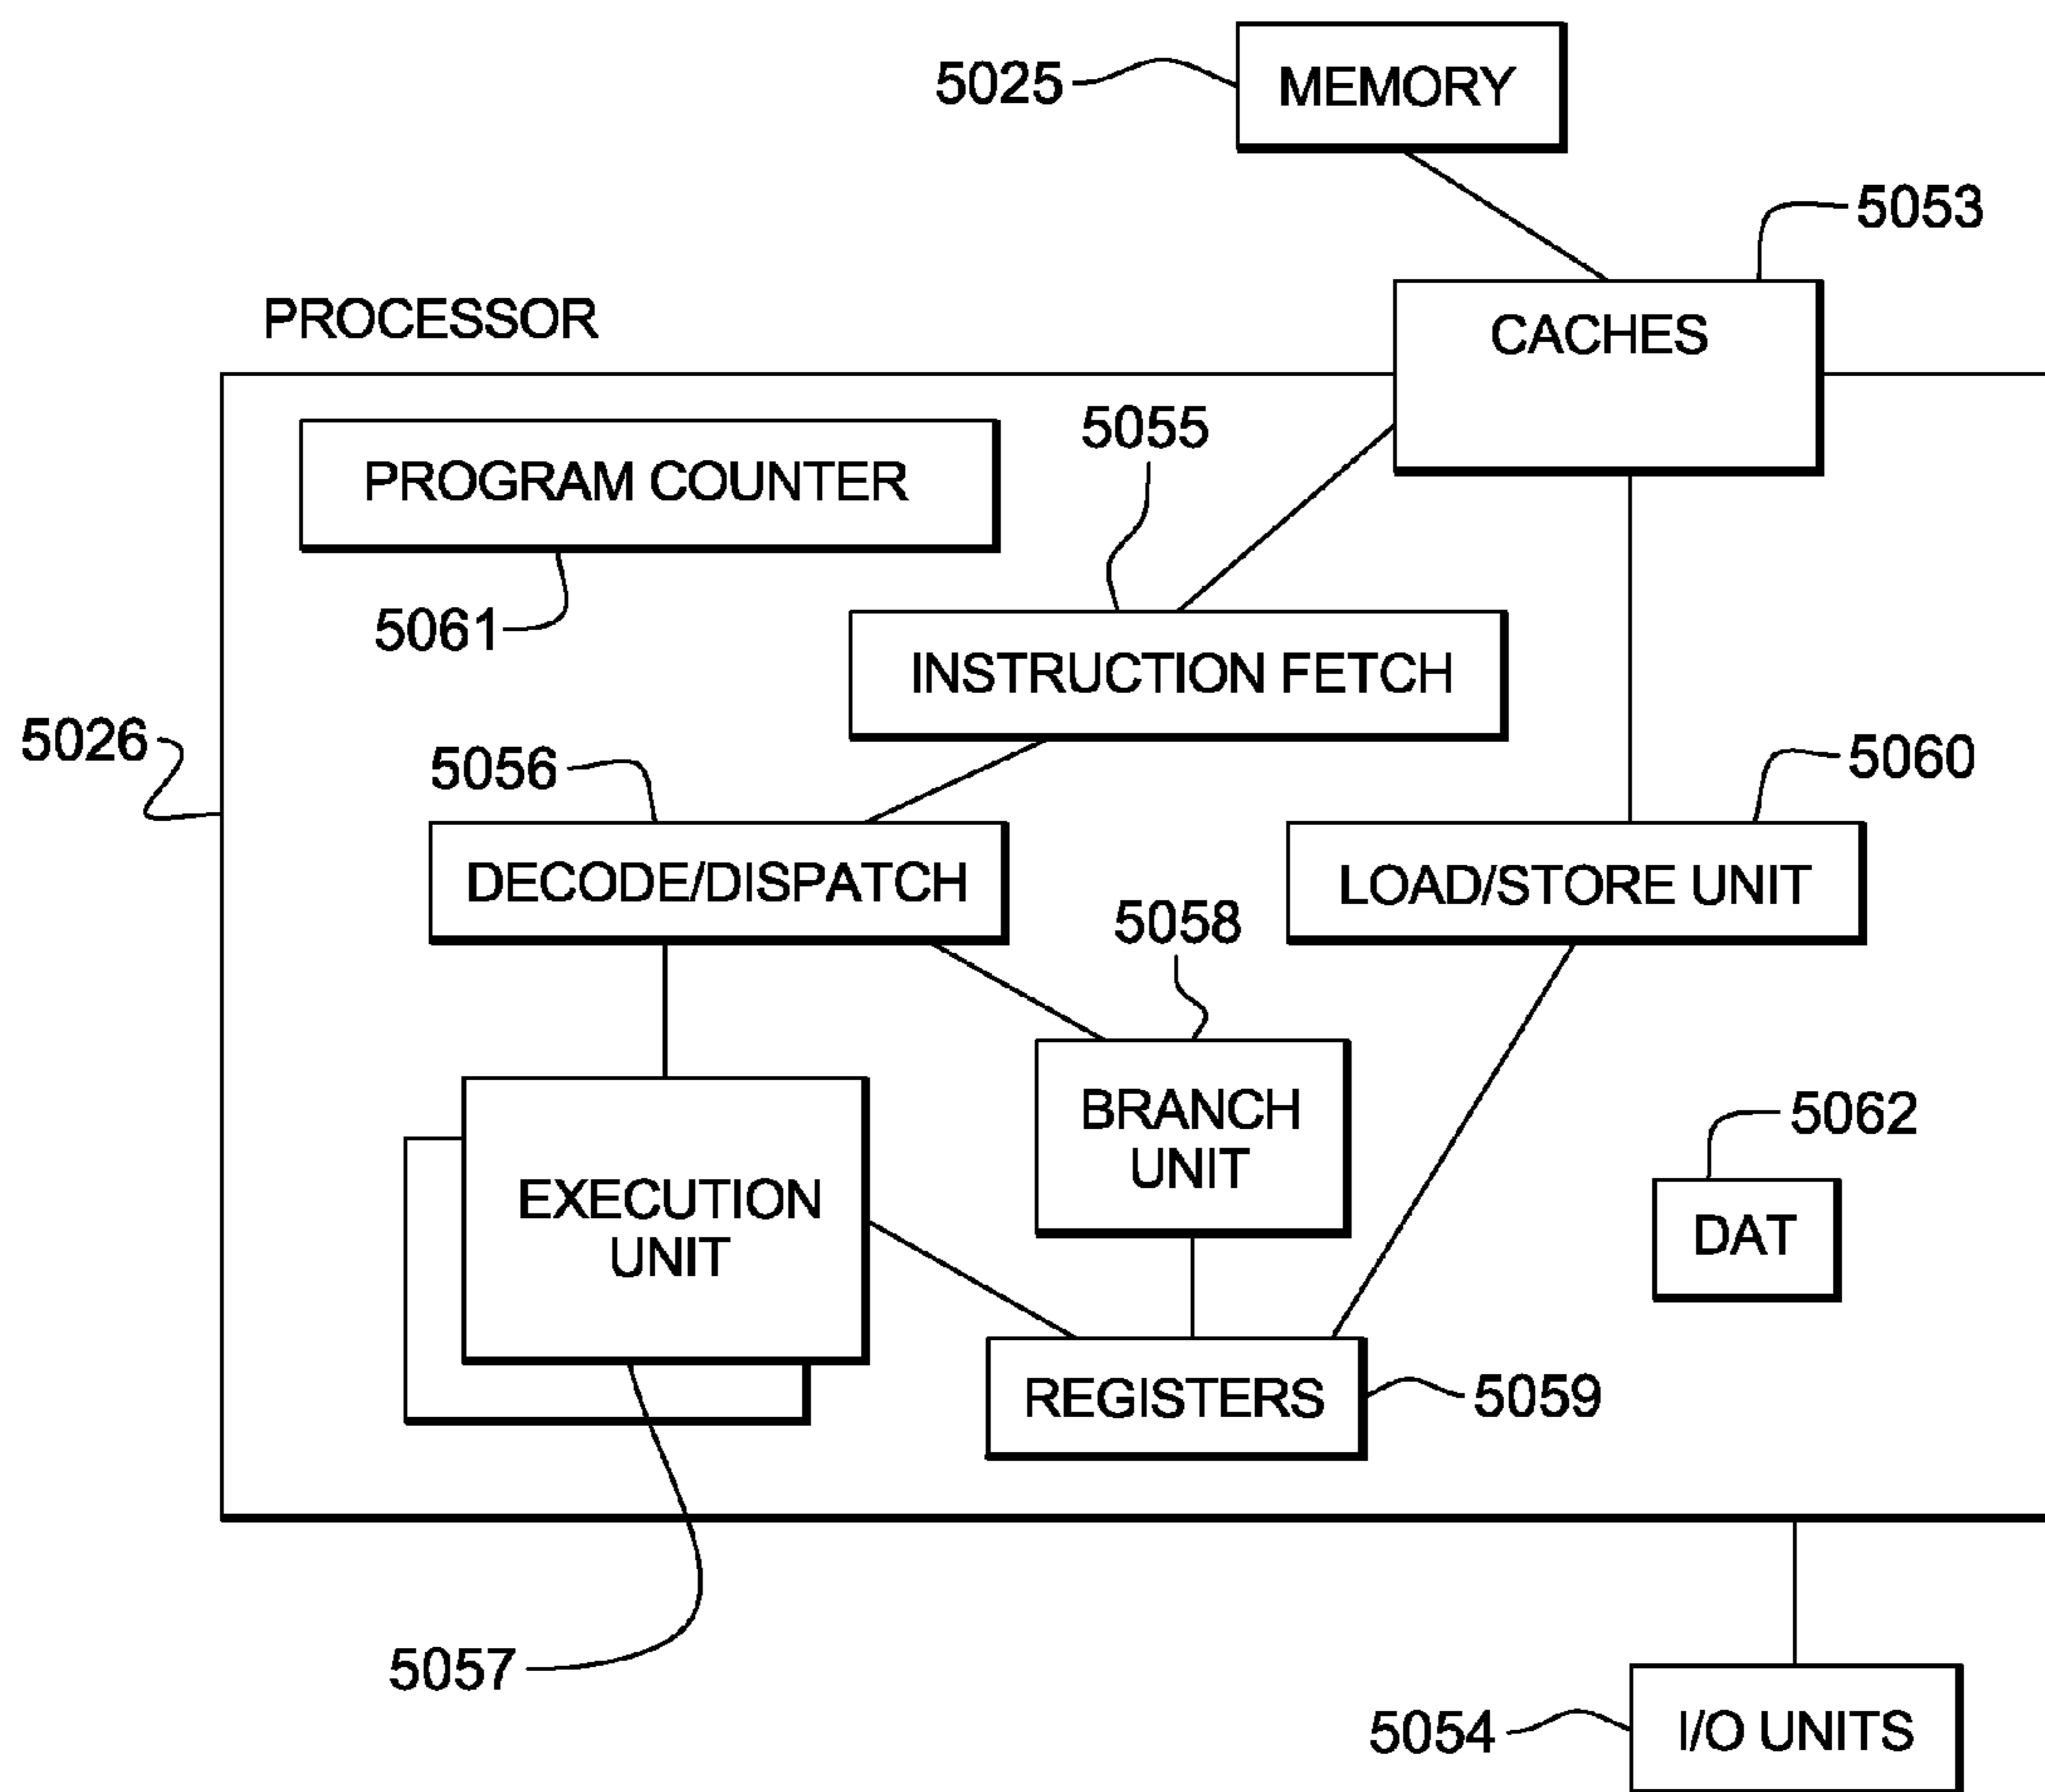 MEMORY
5025
5053
CACHES
PROCESSOR
5055
PROGRAM COUNTER
5061
INSTRUCTION FETCH
5026
5056
5060
DECODE/DISPATCH
LOAD/STORE UNIT
5058
BRANCH
UNIT
5062
EXECUTION
UNIT
DAT
REGISTERS
5059
5057
5054
I/O UNITS